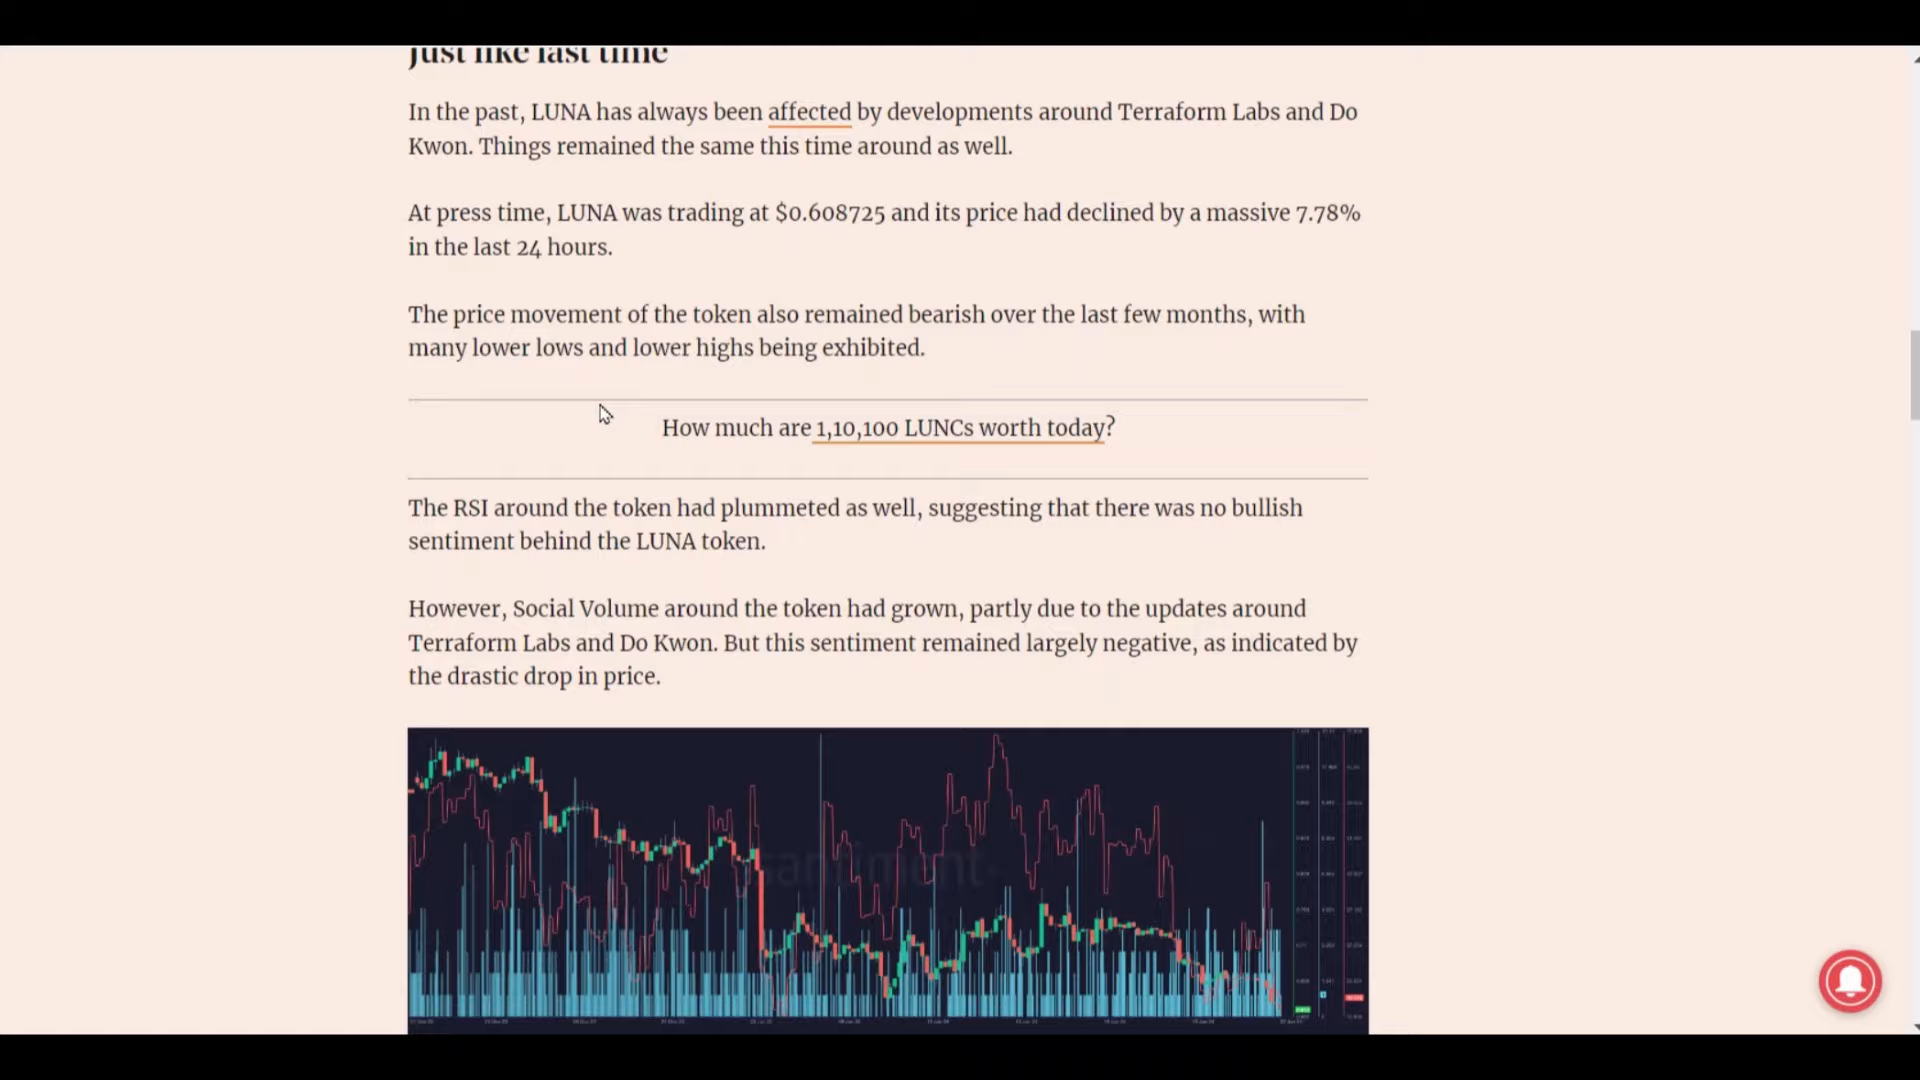 Just like last time
In the past, LUNA has always been affected by developments around Terraform Labs and Do
Kwon. Things remained the same this time around as well.
At press time, LUNA was trading at $0.608725 and its price had declined by a massive 7.78%
in the last 24 hours.
The price movement of the token also remained bearish over the last few months, with
many lower lows and lower highs being exhibited.
How much are 1,10,100 LUNCs worth today?
The RSI around the token had plummeted as well, suggesting that there was no bullish
sentiment behind the LUNA token.
However, Social Volume around the token had grown, partly due to the updates around
Terraform Labs and Do Kwon. But this sentiment remained largely negative, as indicated by
the drastic drop in price.
santiment